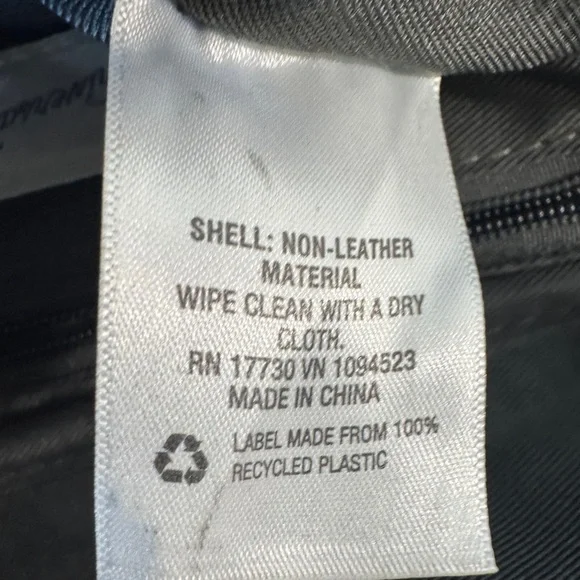 SHELL: NON-LEATHER
MATERIAL
WIPE CLEAN WITH A DRY
CLOTH.
RN 17730 VN 1094523
MADE IN CHINA
LABEL MADE FROM 100%
RECYCLED PLASTIC